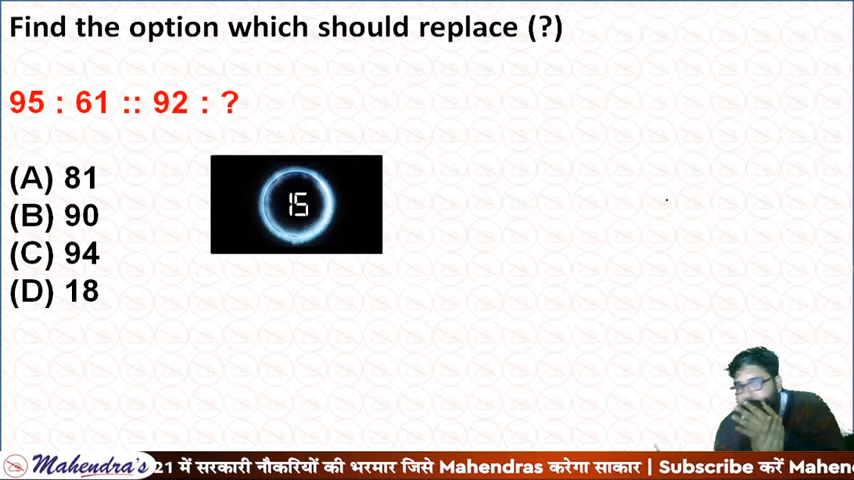 Find the option which should replace (?)
95 : 61 :: 92 : ?
(A) 81
(B) 90
(C) 94
(D) 18
15
Mahendra's
21 में सरकारी नौकरियों की भरमार जिसे Mahendras करेगा साकार | Subscribe करें Mahen